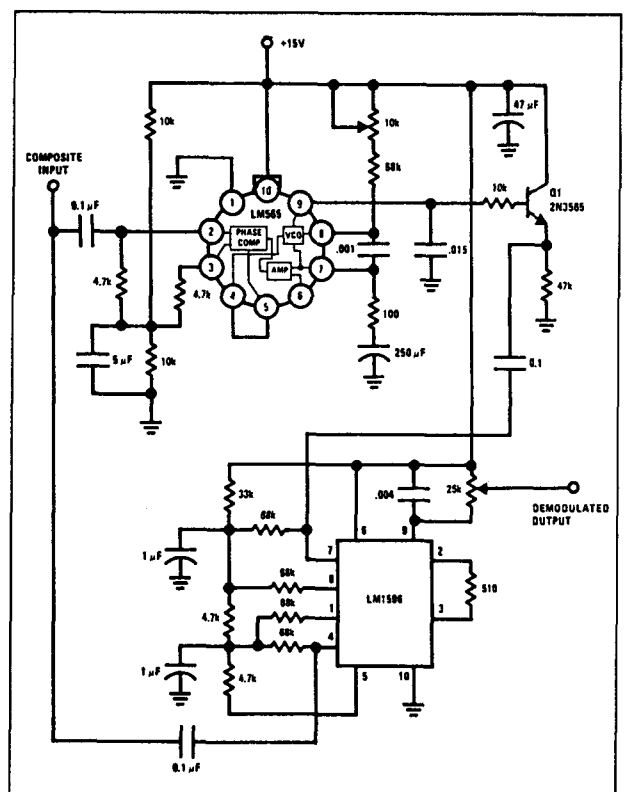 +15V
10k
10k
68k
47 µF
10k
Q1
2N3565
COMPOSITE
INPUT
0.1 µF
1
10
9
LM565
2
PHASE
COMP
VCO
8
.001
.015
3
AMP
7
4.7k
4.7k
4
5
6
100
47k
5 µF
10k
250 µF
0.1
33k
.004
25k
DEMODULATED
OUTPUT
68k
1 µF
6
9
7
2
68k
8
LM1596
510
68k
1
4.7k
3
68k
4
1 µF
4.7k
5
10
0.1 µF